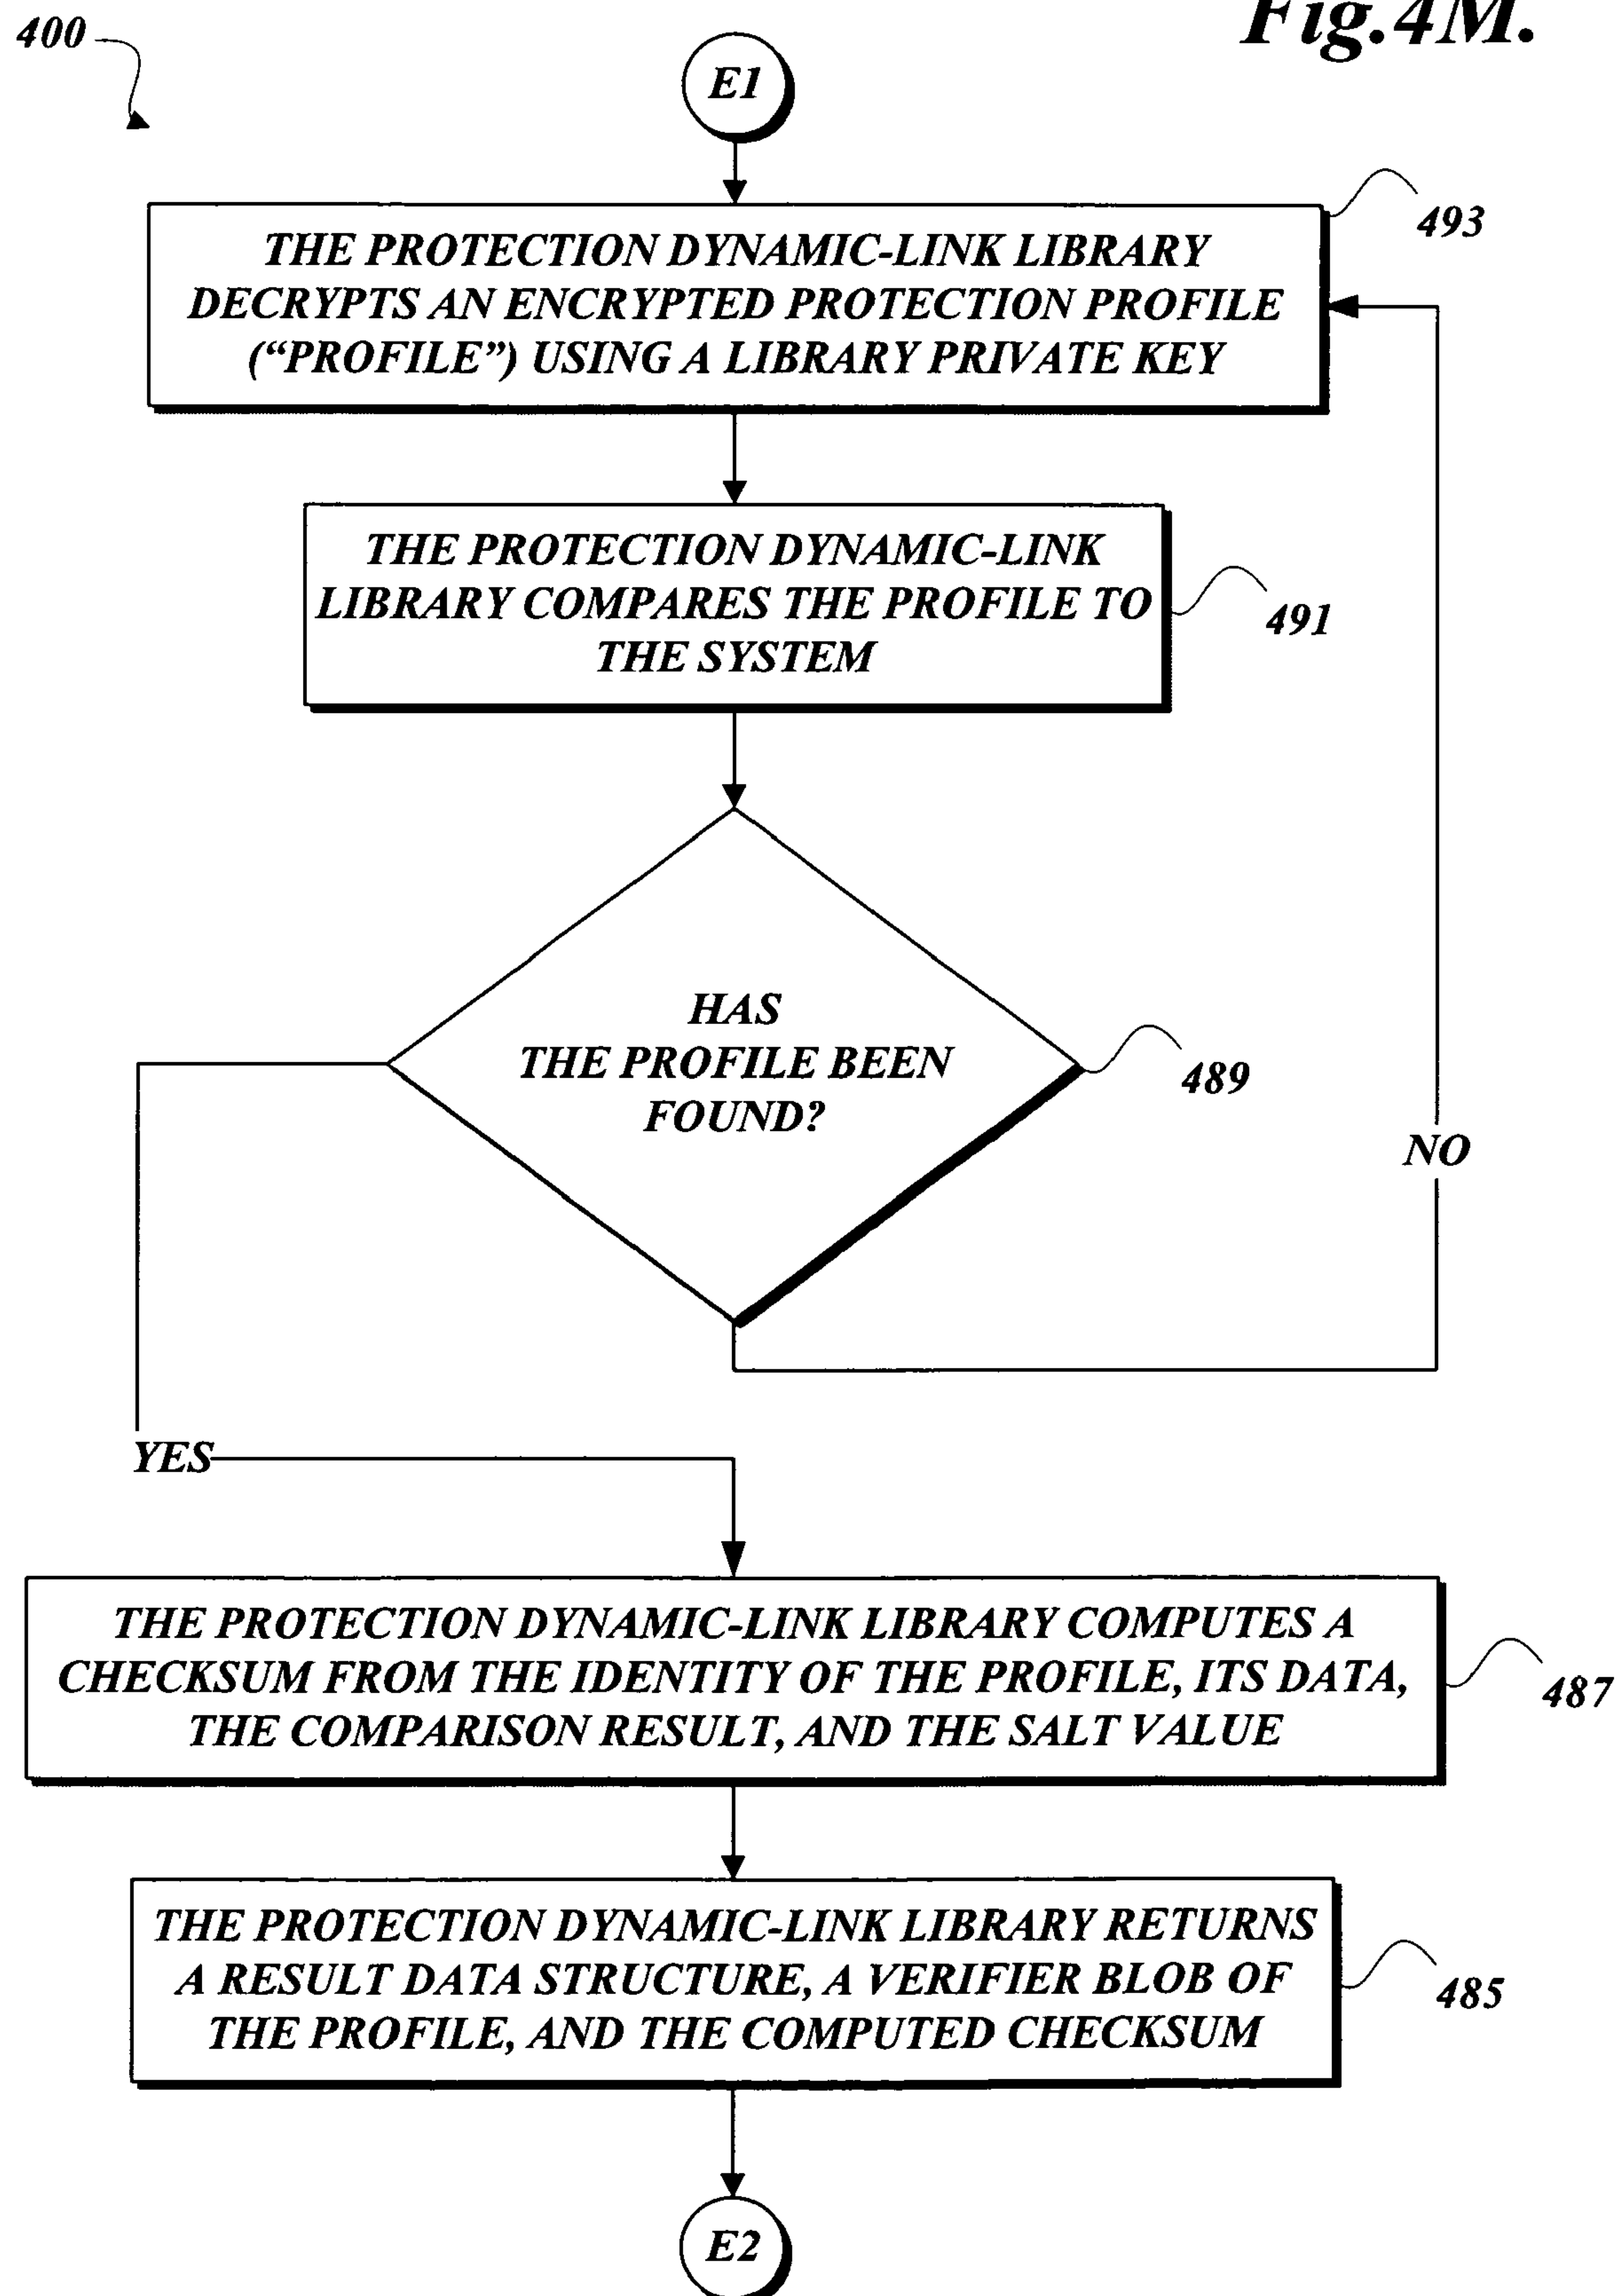 400
Fig.4M.
E1
THE PROTECTION DYNAMIC-LINK LIBRARY
DECRYPTS AN ENCRYPTED PROTECTION PROFILE
(“PROFILE”) USING A LIBRARY PRIVATE KEY
493
THE PROTECTION DYNAMIC-LINK
LIBRARY COMPARES THE PROFILE TO
THE SYSTEM
491
HAS
THE PROFILE BEEN
FOUND?
489
NO
YES
THE PROTECTION DYNAMIC-LINK LIBRARY COMPUTES A
CHECKSUM FROM THE IDENTITY OF THE PROFILE, ITS DATA,
THE COMPARISON RESULT, AND THE SALT VALUE
487
THE PROTECTION DYNAMIC-LINK LIBRARY RETURNS
A RESULT DATA STRUCTURE, A VERIFIER BLOB OF
THE PROFILE, AND THE COMPUTED CHECKSUM
485
E2